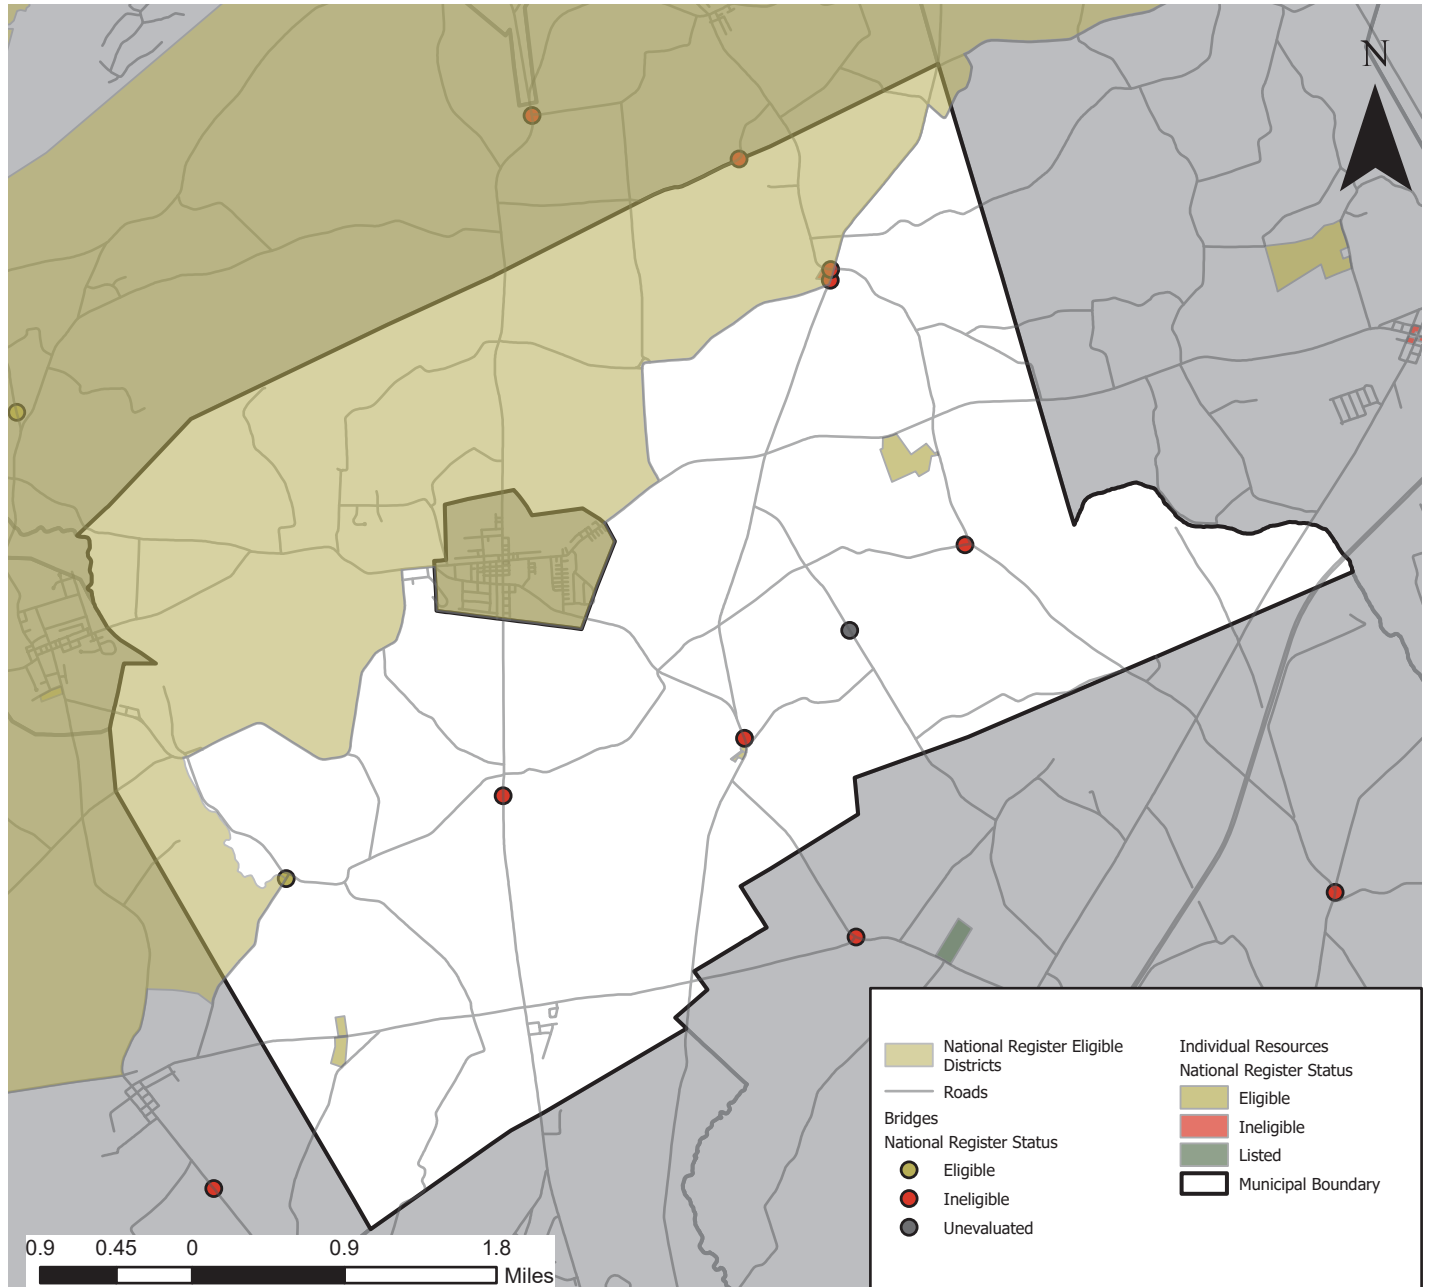 N
National Register Eligible
Districts
Roads
Bridges
National Register Status
Eligible
Ineligible
Unevaluated
Individual Resources
National Register Status
Eligible
Ineligible
Listed
Municipal Boundary
0.9 0.45 0 0.9 1.8
Miles